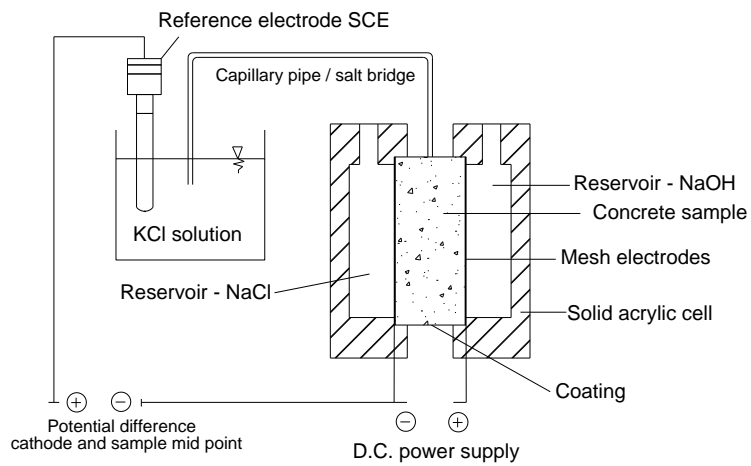 Reference electrode SCE
Capillary pipe / salt bridge
Reservoir - NaOH
Concrete sample
KCl solution
Mesh electrodes
Reservoir - NaCl
Solid acrylic cell
Coating
+ -
Potential difference
cathode and sample mid point
- +
D.C. power supply